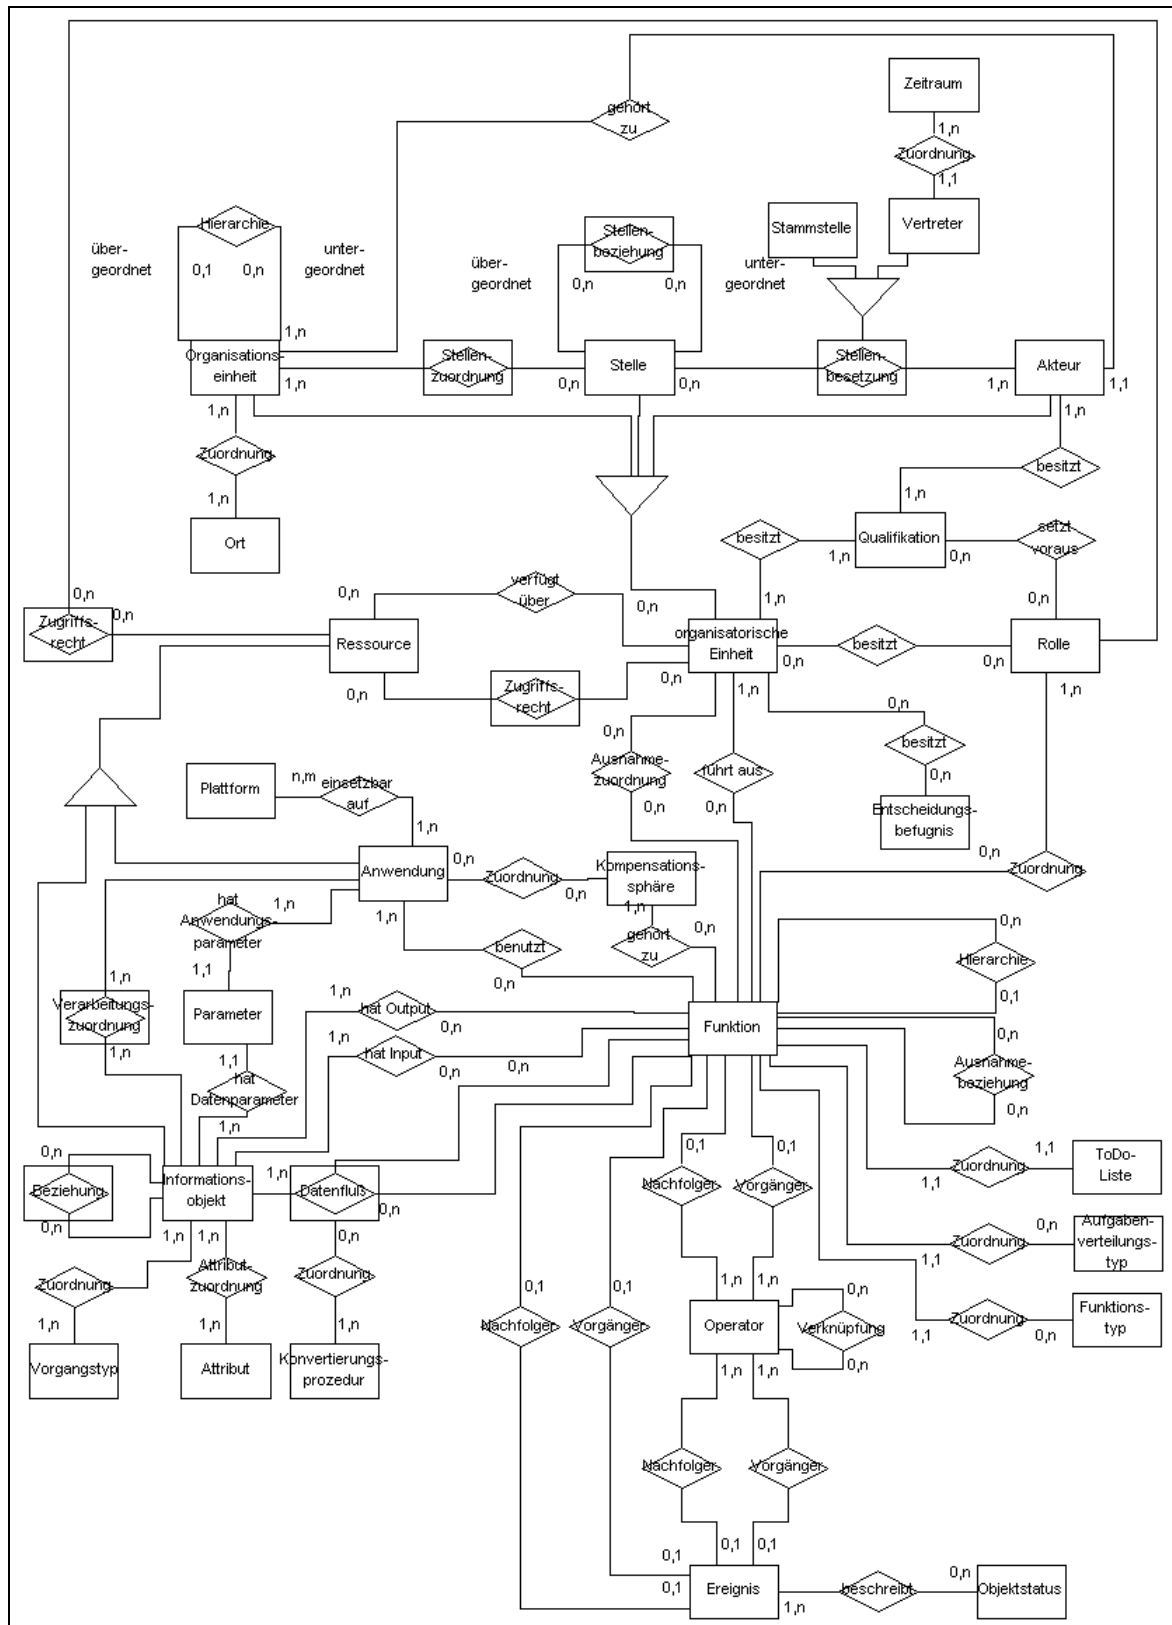 Zeitraum
gehört
zu
1,n
Zuordnung
1,1
Hierarchie
Stellen-
beziehung
Stammstelle
Vertreter
über-
geordnet
unter-
geordnet
0,1
0,n
über-
geordnet
0,n
0,n
unter-
geordnet
1,n
Organisations-
einheit
1,n
Stellen-
zuordnung
0,n
Stelle
0,n
Stellen-
besetzung
1,n
Akteur
1,1
1,n
Zuordnung
1,n
Ort
1,n
besitzt
1,n
besitzt
1,n
Qualifikation
0,n
setzt
voraus
0,n
0,n
Zugriffs-
recht
0,n
0,n
verfügt
über
0,n
1,n
Ressource
organisatorische
Einheit
0,n
besitzt
0,n
Rolle
0,n
Zugriffs-
recht
0,n
1,n
1,n
0,n
Ausnahme-
zuordnung
0,n
führt aus
0,n
0,n
besitzt
0,n
Entscheidungs-
befugnis
Plattform
n,m
einsetzbar
auf
1,n
Anwendung
0,n
Zuordnung
0,n
Kompensations-
sphäre
1,n
gehört
zu
0,n
0,n
Zuordnung
hat
Anwendungs-
parameter
1,n
1,n
benutzt
0,n
0,n
Hierarchie
0,1
1,1
Parameter
1,n
Verarbeitungs-
zuordnung
1,n
1,n
hat Output
0,n
Funktion
1,n
hat Input
0,n
0,n
0,n
Ausnahme-
beziehung
0,n
1,1
hat
Datenparameter
1,n
0,n
Beziehung
0,n
Informations-
objekt
1,n
Datenfluß
0,n
0,1
Nachfolger
0,1
Vorgänger
Zuordnung
1,1
1,1
ToDo-
Liste
1,n
1,n
0,n
Zuordnung
1,n
Vorgangstyp
Attribut-
zuordnung
1,n
Attribut
Zuordnung
1,n
Konvertierungs-
prozedur
Zuordnung
1,1
0,n
Aufgaben-
verteilungs-
typ
0,1
Nachfolger
0,1
Vorgänger
1,n
1,n
Operator
0,n
Verknüpfung
0,n
Zuordnung
1,1
0,n
Funktions-
typ
1,n
1,n
Nachfolger
Vorgänger
0,1
0,1
0,1
0,1
Ereignis
1,n
beschreibt
0,n
Objektstatus